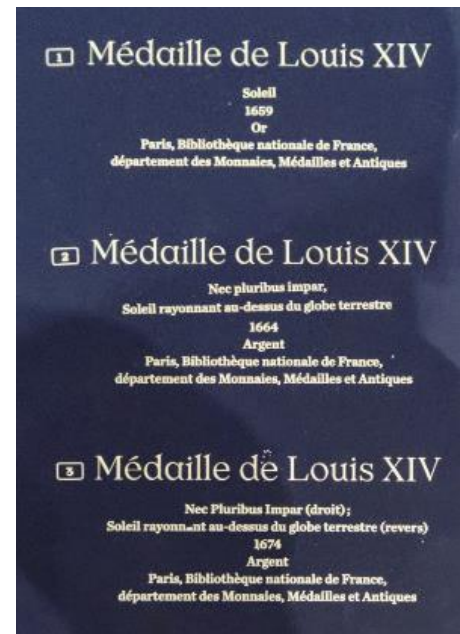 1 Médaille de Louis XIV
Soleil
1659
Or
Paris, Bibliothèque nationale de France,
département des Monnaies, Médailles et Antiques
2 Médaille de Louis XIV
Nec pluribus impar,
Soleil rayonnant au-dessus du globe terrestre
1664
Argent
Paris, Bibliothèque nationale de France,
département des Monnaies, Médailles et Antiques
3 Médaille de Louis XIV
Nec Pluribus Impar (droit);
Soleil rayonnant au-dessus du globe terrestre (revers)
1674
Argent
Paris, Bibliothèque nationale de France,
département des Monnaies, Médailles et Antiques